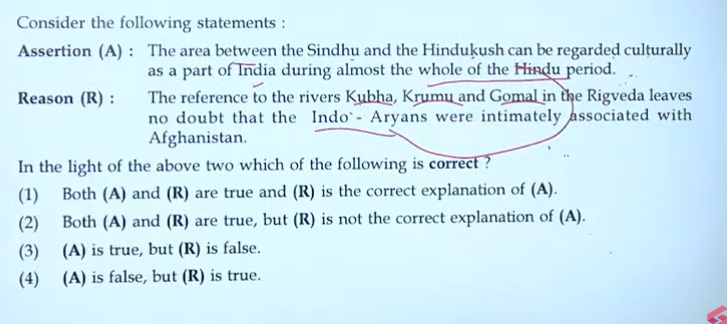 Consider the following statements :
Assertion (A) : The area between the Sindhu and the Hindukush can be regarded culturally
as a part of India during almost the whole of the Hindu period.
Reason (R) : The reference to the rivers Kubha, Krumu and Gomal in the Rigveda leaves
no doubt that the Indo - Aryans were intimately associated with
Afghanistan.
In the light of the above two which of the following is correct ?
(1) Both (A) and (R) are true and (R) is the correct explanation of (A).
(2) Both (A) and (R) are true, but (R) is not the correct explanation of (A).
(3) (A) is true, but (R) is false.
(4) (A) is false, but (R) is true.